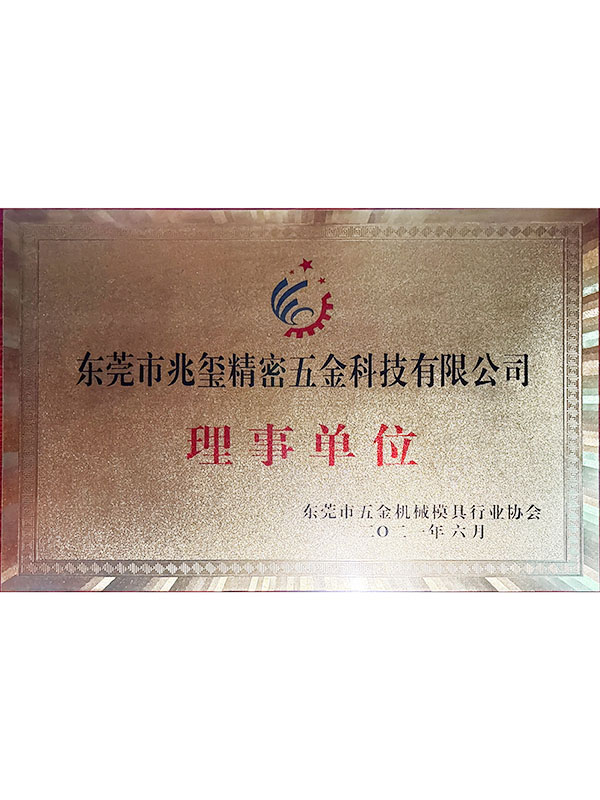 东莞市兆玺精密五金科技有限公司
理事单位
东莞市五金机械模具行业协会
二〇二一年六月